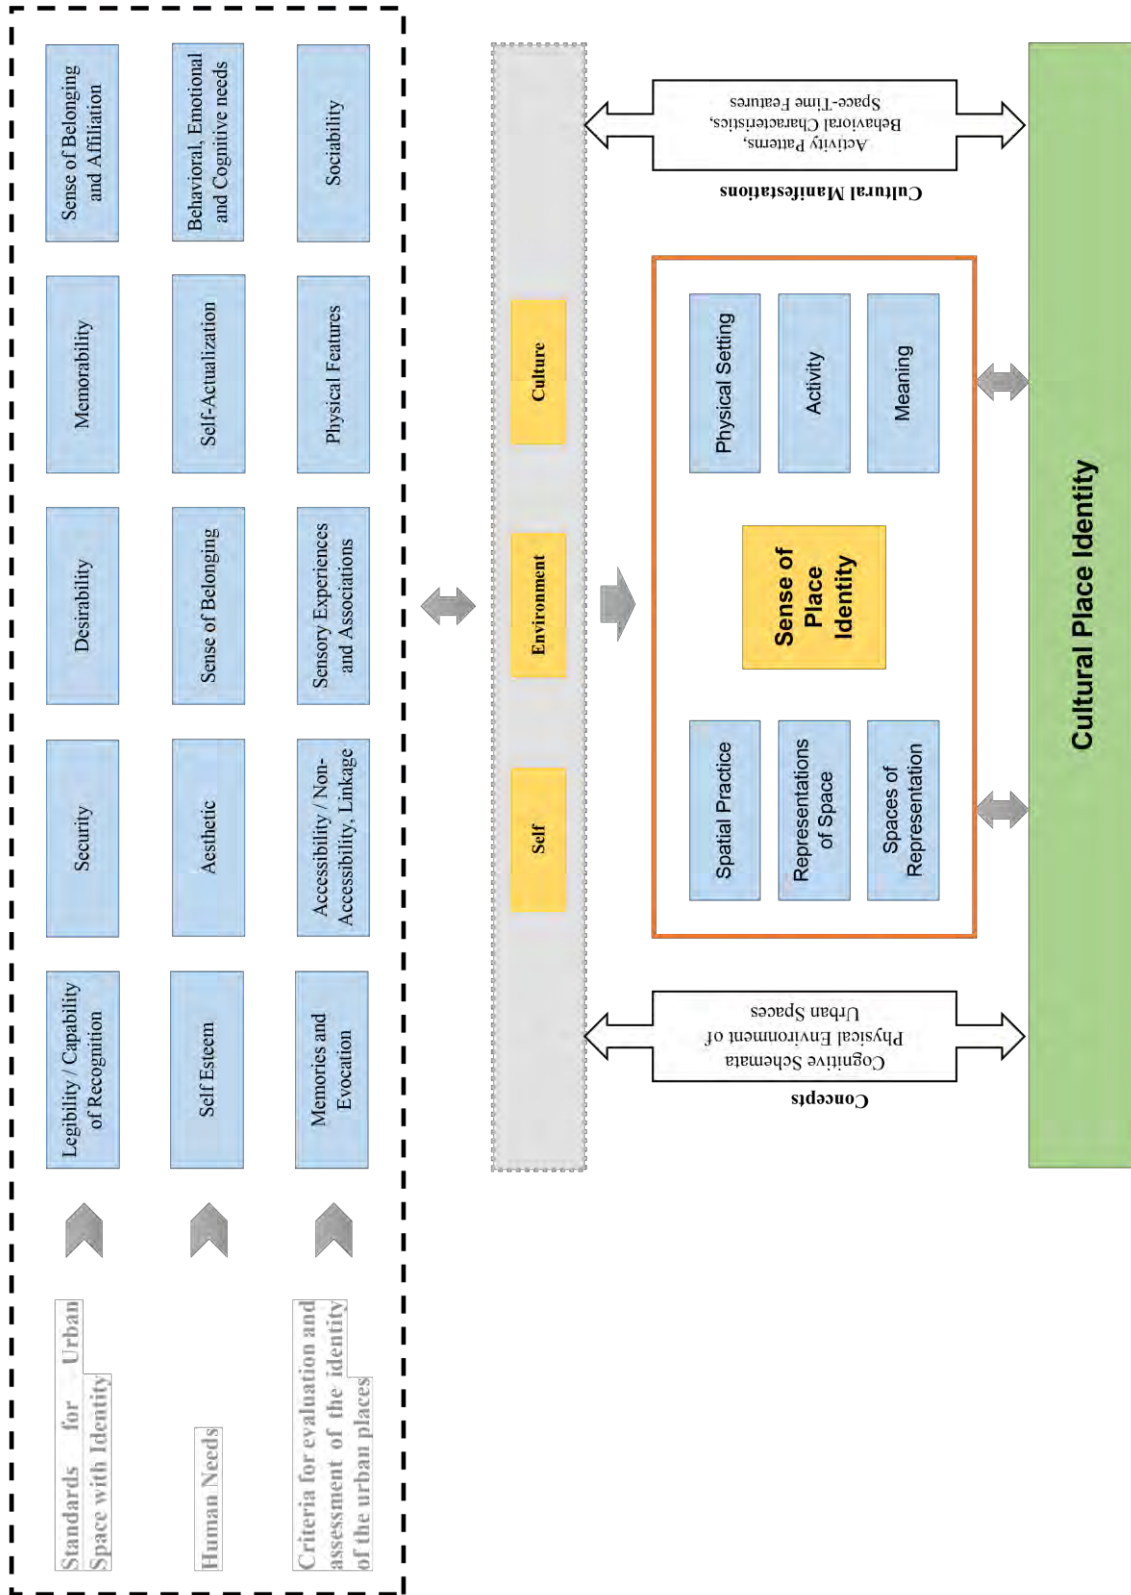 Standards for Urban
Space with Identity
Legibility / Capability
of Recognition
Security
Desirability
Memorability
Sense of Belonging
and Affiliation
Human Needs
Self Esteem
Aesthetic
Sense of Belonging
Self-Actualization
Behavioral, Emotional
and Cognitive needs
Criteria for evaluation and
assessment of the identity
of the urban places
Memories and
Evocation
Accessibility / Non-
Accessibility, Linkage
Sensory Experiences
and Associations
Physical Features
Sociability
Self
Environment
Culture
Concepts
Cognitive Schemata
Physical Environment of
Urban Spaces
Spatial Practice
Representations
of Space
Spaces of
Representation
Sense of
Place
Identity
Physical Setting
Activity
Meaning
Cultural Manifestations
Activity Patterns,
Behavioral Characteristics,
Space-Time Features
Cultural Place Identity